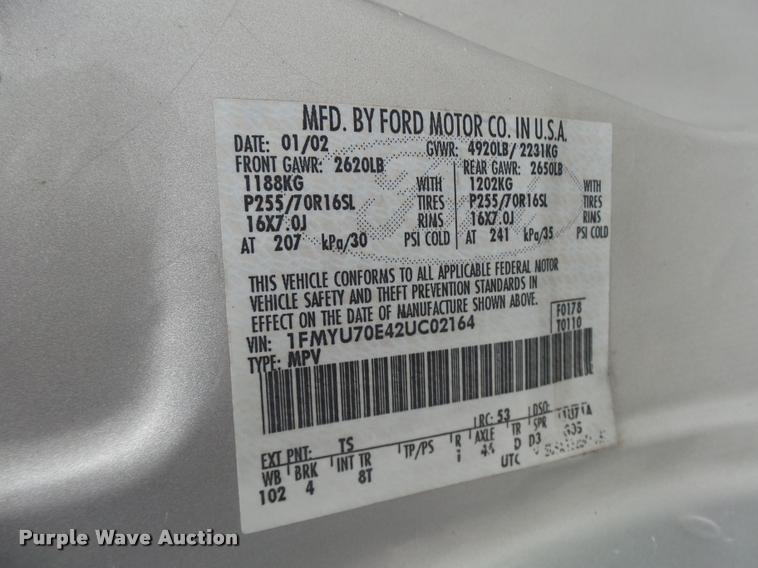 MFD. BY FORD MOTOR CO. IN U.S.A.
DATE: 01/02 GVWR: 4920LB/ 2231KG
FRONT GAWR: 2620LB REAR GAWR: 2650LB
1188KG WITH 1202KG WITH
P255/70R16SL TIRES P255/70R16SL TIRES
16X7.0J RIMS 16X7.0J RIMS
AT 207 kPa/30 PSI COLD AT 241 kPa/35 PSI COLD
THIS VEHICLE CONFORMS TO ALL APPLICABLE FEDERAL MOTOR
VEHICLE SAFETY AND THEFT PREVENTION STANDARDS IN
EFFECT ON THE DATE OF MANUFACTURE SHOWN ABOVE.
VIN: 1FMYU70E42UC02164 F0178
TYPE: MPV T0110
EXT PNT: TS RC: 53 DSO:
WB BRK INT TR TP/PS R AXLE TR SPR
102 4 8T D D3
UTC
Purple Wave Auction